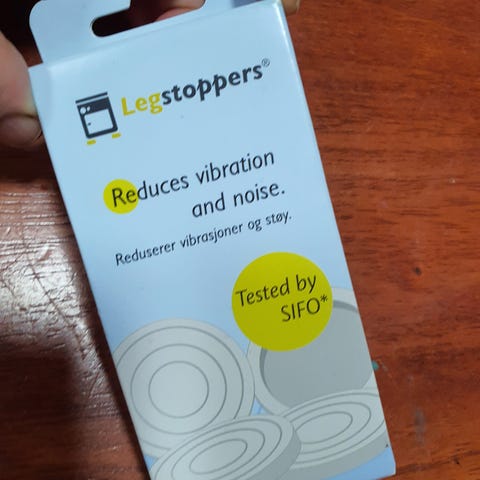 Legstoppers®
Reduces vibration
and noise.
Reduserer vibrasjoner og støy.
Tested by
SIFO*